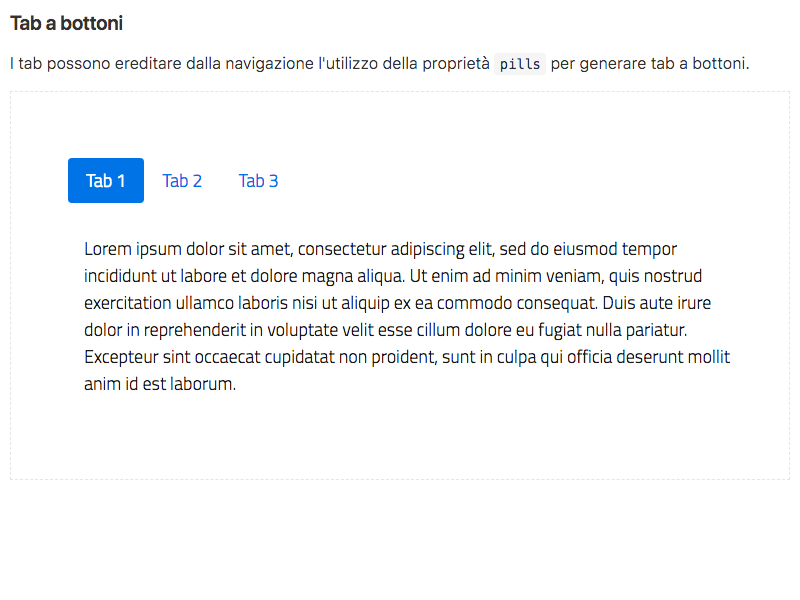 Tab a bottoni
I tab possono ereditare dalla navigazione l'utilizzo della proprietà pills per generare tab a bottoni.
Tab 1 Tab 2 Tab 3
Lorem ipsum dolor sit amet, consectetur adipiscing elit, sed do eiusmod tempor
incididunt ut labore et dolore magna aliqua. Ut enim ad minim veniam, quis nostrud
exercitation ullamco laboris nisi ut aliquip ex ea commodo consequat. Duis aute irure
dolor in reprehenderit in voluptate velit esse cillum dolore eu fugiat nulla pariatur.
Excepteur sint occaecat cupidatat non proident, sunt in culpa qui officia deserunt mollit
anim id est laborum.